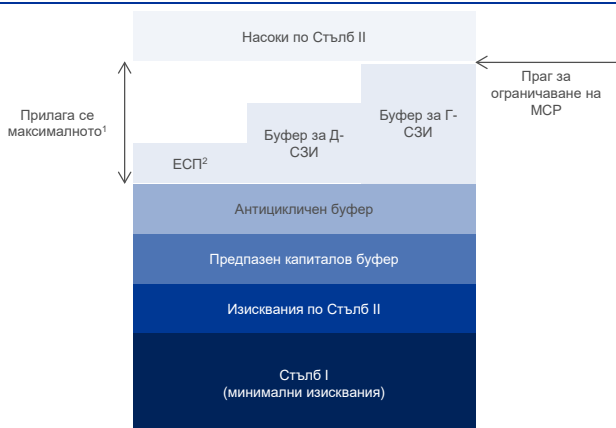 Насоки по Стълб II
Праг за
ограничаване на
МСР
Прилага се
максималното¹
Буфер за Г-
СЗИ
Буфер за Д-
СЗИ
ЕСП²
Антицикличен буфер
Предпазен капиталов буфер
Изисквания по Стълб II
Стълб I
(минимални изисквания)